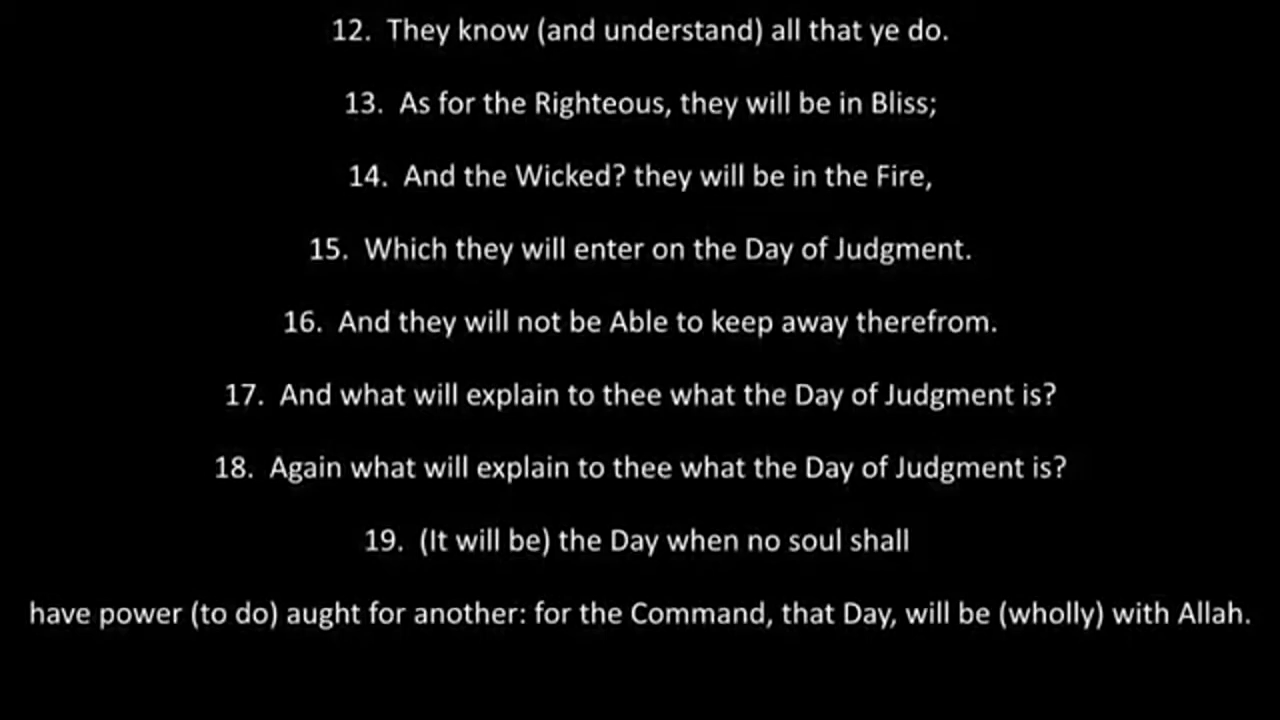 12. They know (and understand) all that ye do.
13. As for the Righteous, they will be in Bliss;
14. And the Wicked? they will be in the Fire,
15. Which they will enter on the Day of Judgment.
16. And they will not be Able to keep away therefrom.
17. And what will explain to thee what the Day of Judgment is?
18. Again what will explain to thee what the Day of Judgment is?
19. (It will be) the Day when no soul shall
have power (to do) aught for another: for the Command, that Day, will be (wholly) with Allah.